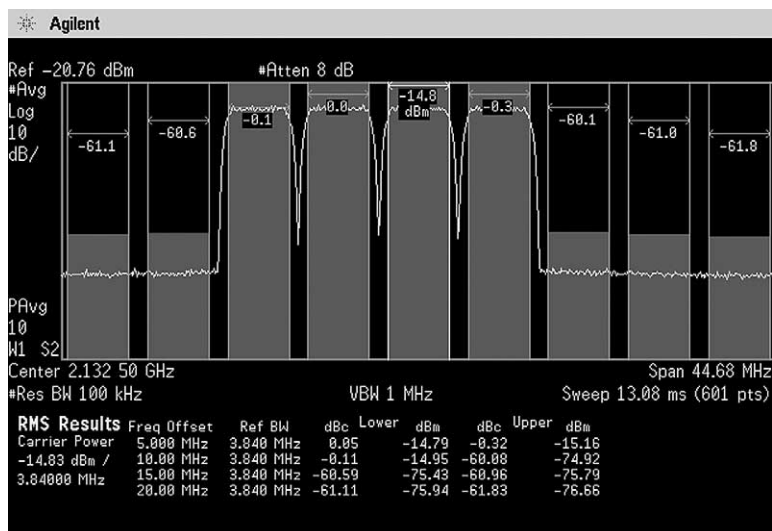 Agilent
Ref -20.76 dBm #Atten 8 dB
#Avg
Log
10
dB/
-61.1
-60.6
-0.1
0.0
-14.8
dBm
-0.3
-60.1
-61.0
-61.8
PAvg
10
W1 S2
Center 2.132 50 GHz Span 44.68 MHz
#Res BW 100 kHz VBW 1 MHz Sweep 13.08 ms (601 pts)
RMS Results Freq Offset Ref BW dBc Lower dBm dBc Upper dBm
Carrier Power 5.000 MHz 3.840 MHz 0.05 -14.79 -0.32 -15.16
-14.83 dBm / 10.00 MHz 3.840 MHz -0.11 -14.95 -60.08 -74.92
3.84000 MHz 15.00 MHz 3.840 MHz -60.59 -75.43 -60.96 -75.79
20.00 MHz 3.840 MHz -61.11 -75.94 -61.83 -76.66